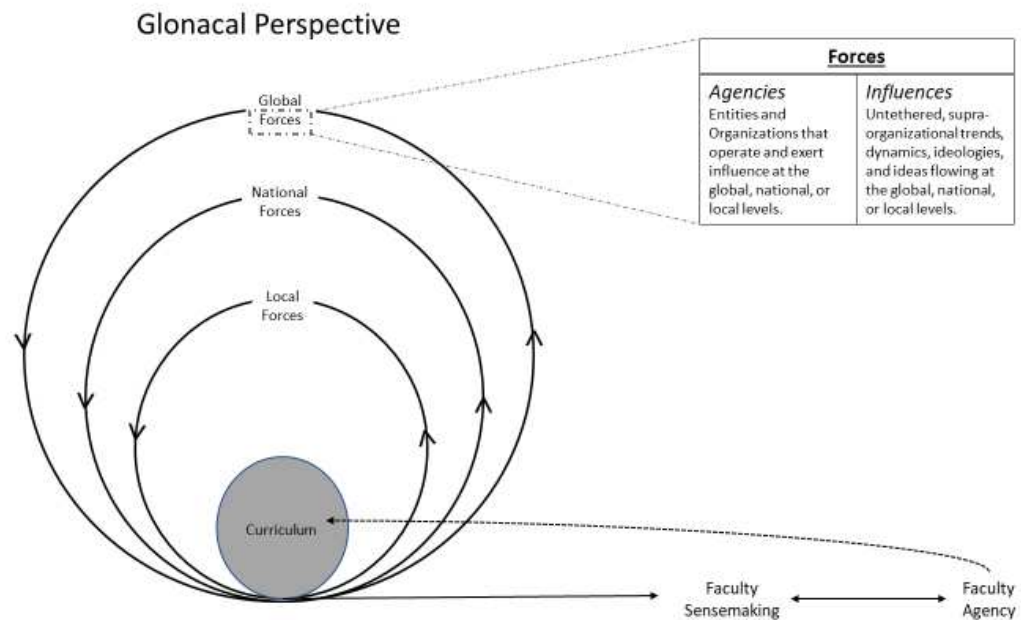 Glonacal Perspective
Forces
Agencies
Entities and
Organizations that
operate and exert
influence at the
global, national, or
local levels.
Influences
Untethered, supra-
organizational trends,
dynamics, ideologies,
and ideas flowing at
the global, national,
or local levels.
Global
Forces
National
Forces
Local
Forces
Curriculum
Faculty
Sensemaking
Faculty
Agency